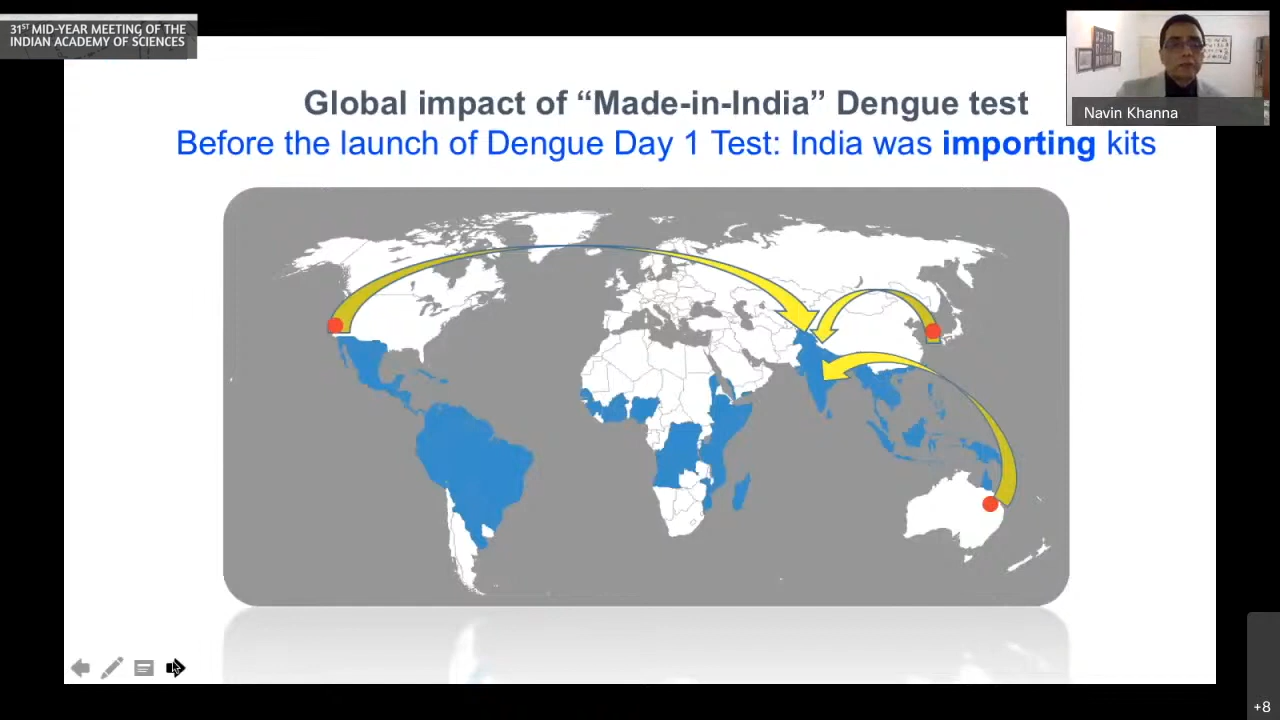 31ST MID-YEAR MEETING OF THE
INDIAN ACADEMY OF SCIENCES
Navin Khanna
Global impact of “Made-in-India” Dengue test
Before the launch of Dengue Day 1 Test: India was importing kits
+8